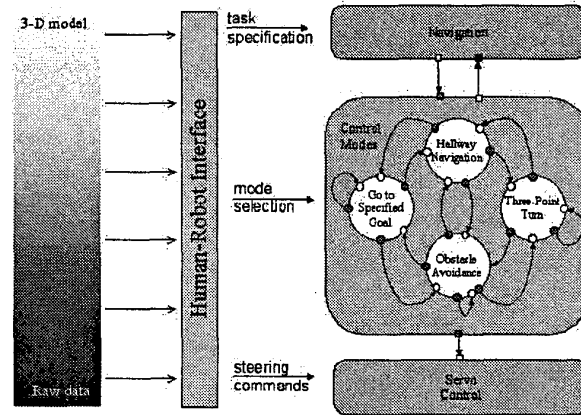 3-D model
Raw data
Human-Robot Interface
task
specification
mode
selection
steering
commands
Navigation
Control
Modes
Hallway
Navigation
Go to
Specified
Goal
Three-Point
Turn
Obstacle
Avoidance
Servo
Control